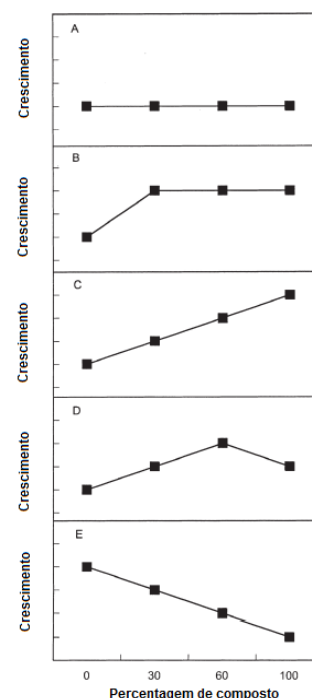 A
Crescimento
B
Crescimento
C
Crescimento
D
Crescimento
E
Crescimento
0 30 60 100
Percentagem de composto